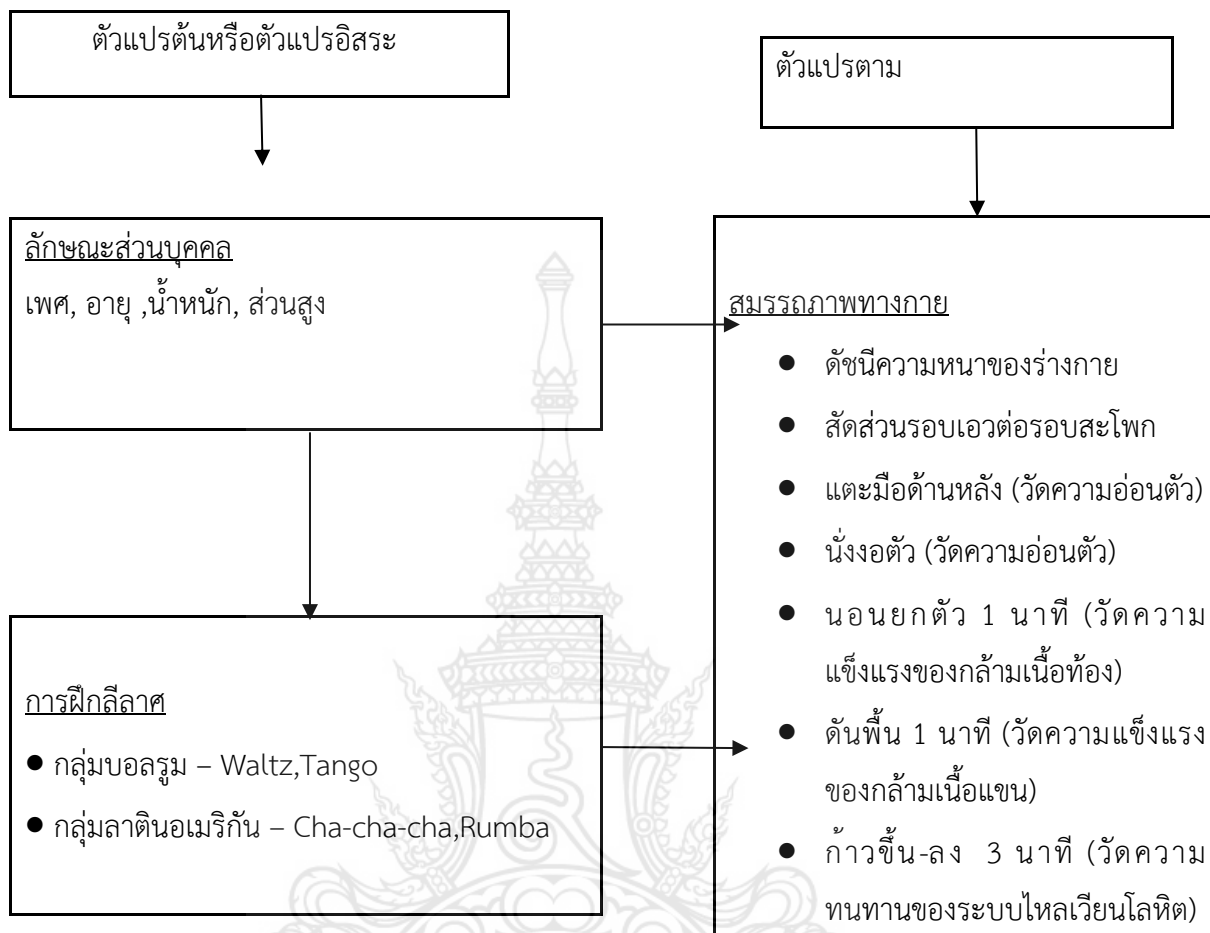 ตัวแปรต้นหรือตัวแปรอิสระ
ตัวแปรตาม
ลักษณะส่วนบุคคล
เพศ, อายุ ,น้ำหนัก, ส่วนสูง
การฝึกลีลาศ
● กลุ่มบอลรูม – Waltz,Tango
● กลุ่มลาตินอเมริกัน – Cha-cha-cha,Rumba
สมรรถภาพทางกาย
● ดัชนีความหนาของร่างกาย
● สัดส่วนรอบเอวต่อรอบสะโพก
● แตะมือด้านหลัง (วัดความอ่อนตัว)
● นั่งงอตัว (วัดความอ่อนตัว)
● นอนยกตัว 1 นาที (วัดความ
แข็งแรงของกล้ามเนื้อท้อง)
● ดันพื้น 1 นาที (วัดความแข็งแรง
ของกล้ามเนื้อแขน)
● ก้าวขึ้น-ลง 3 นาที (วัดความ
ทนทานของระบบไหลเวียนโลหิต)